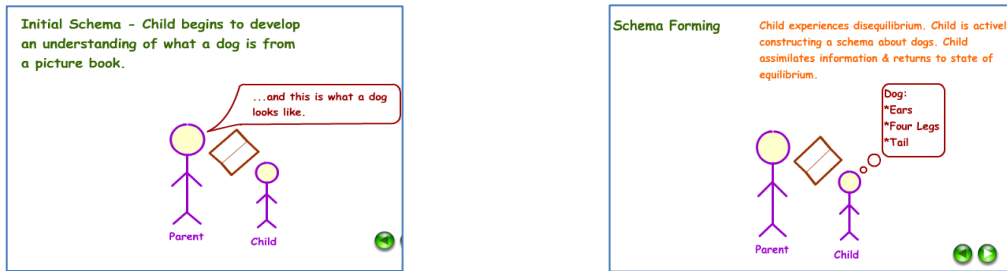 Initial Schema - Child begins to develop
an understanding of what a dog is from
a picture book.
...and this is what a dog
looks like.
Parent
Child
Schema Forming
Child experiences disequilibrium. Child is activel
constructing a schema about dogs. Child
assimilates information & returns to state of
equilibrium.
Dog:
*Ears
*Four Legs
*Tail
Parent
Child